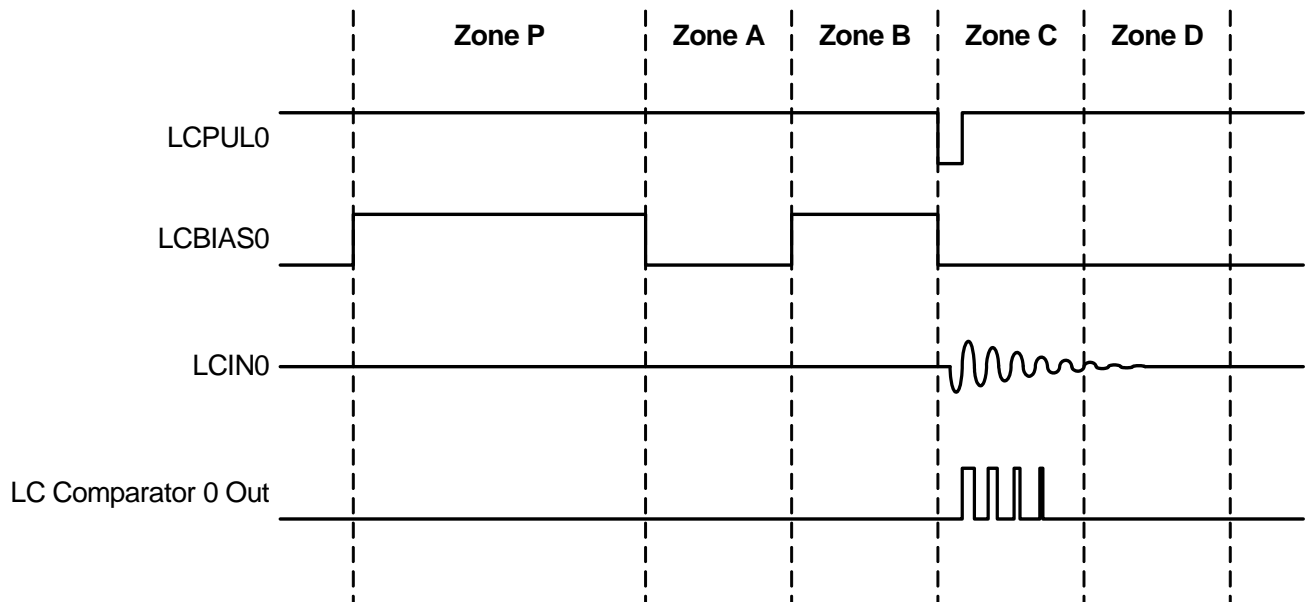 Zone P Zone A Zone B Zone C Zone D
LCPUL0
LCBIAS0
LCIN0
LC Comparator 0 Out